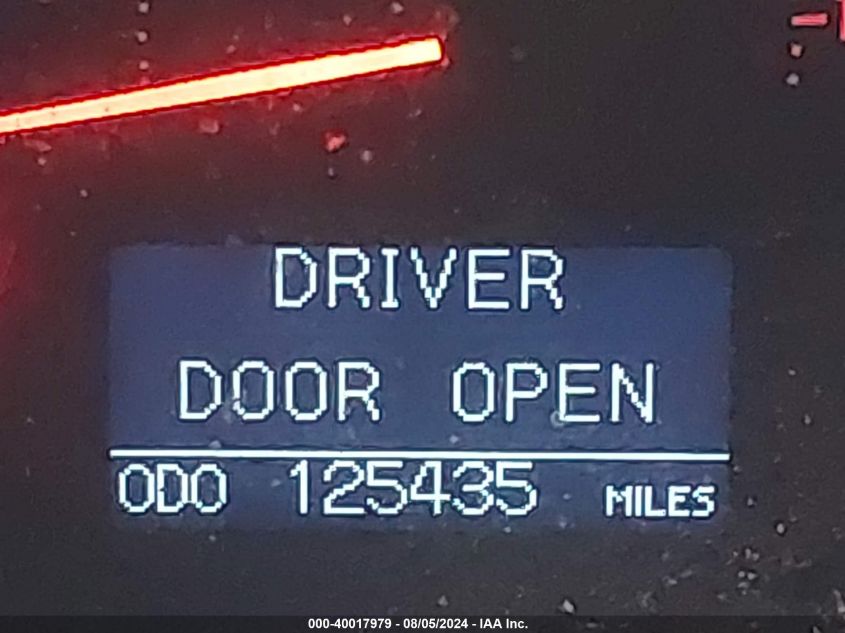 DRIVER
DOOR OPEN
ODO 125435 MILES
000-40017979 - 08/05/2024 - IAA Inc.